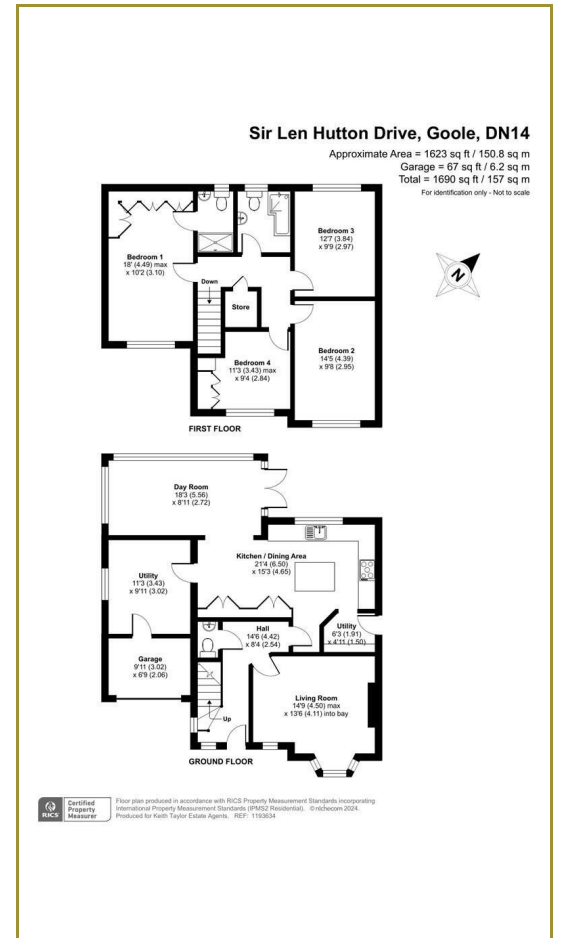 Sir Len Hutton Drive, Goole, DN14
Approximate Area = 1623 sq ft / 150.8 sq m
Garage = 67 sq ft / 6.2 sq m
Total = 1690 sq ft / 157 sq m
For identification only - Not to scale
Bedroom 1
18' (4.49) max
x 10'2 (3.10)
Bedroom 3
12'7 (3.84)
x 9'9 (2.97)
N
Down
Store
Bedroom 4
11'3 (3.43) max
x 9'4 (2.84)
Bedroom 2
14'5 (4.39)
x 9'8 (2.95)
FIRST FLOOR
Day Room
18'3 (5.56)
x 8'11 (2.72)
Kitchen / Dining Area
21'4 (6.50)
x 15'3 (4.65)
Utility
11'3 (3.43)
x 9'11 (3.02)
Hall
14'6 (4.42)
x 8'4 (2.54)
Utility
6'3 (1.91)
x 4'11 (1.50)
Garage
9'11 (3.02)
x 6'9 (2.06)
Living Room
14'9 (4.50) max
x 13'6 (4.11) into bay
Up
GROUND FLOOR
RICS
Certified
Property
Measurer
Floor plan produced in accordance with RICS Property Measurement Standards incorporating
International Property Measurement Standards (IPMS2 Residential). © nichecom 2024.
Produced for Keith Taylor Estate Agents. REF: 1193634